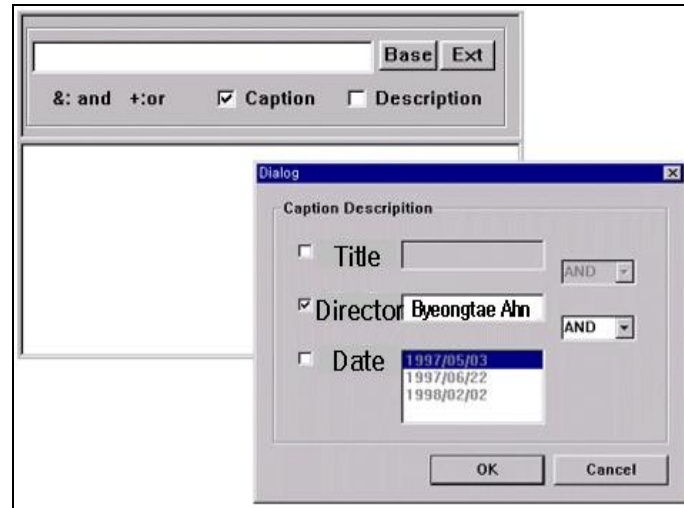 Base Ext
&: and +:or Caption Description
Dialog
Caption Descripition
Title
AND
Director Byeongtae Ahn
AND
Date 1997/05/03
1997/06/22
1998/02/02
OK Cancel